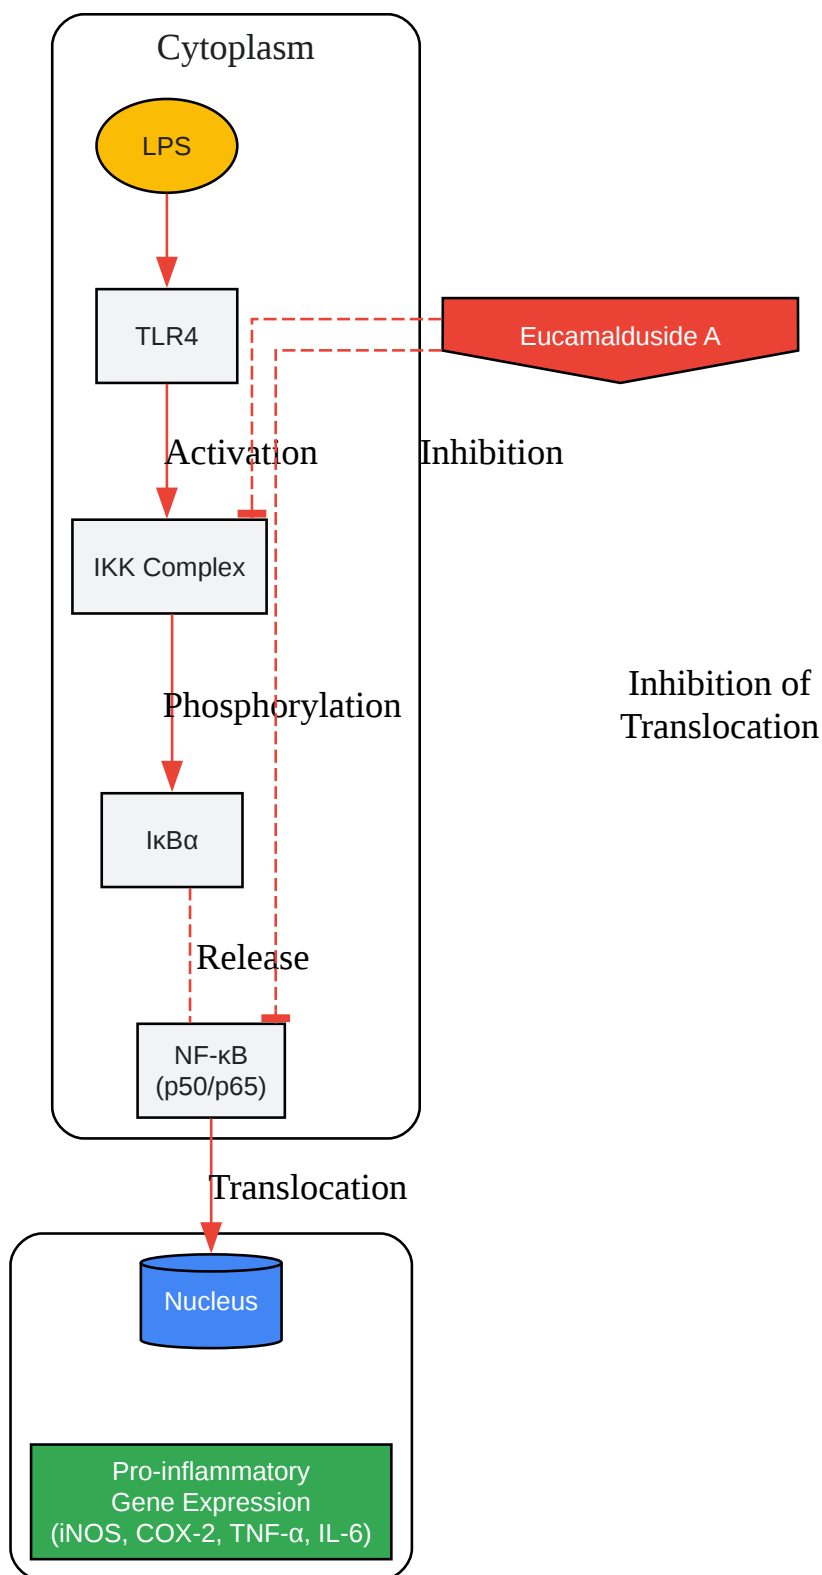 Cytoplasm
LPS
TLR4
Eucamalduside A
Activation
Inhibition
IKK Complex
Phosphorylation
Inhibition of
Translocation
IκBα
Release
NF-κB
(p50/p65)
Translocation
Nucleus
Pro-inflammatory
Gene Expression
(iNOS, COX-2, TNF-α, IL-6)